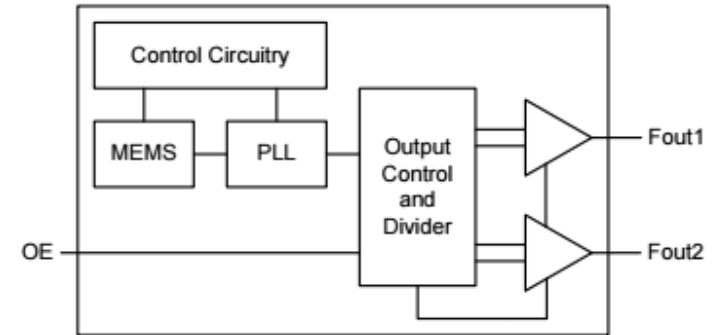 Control Circuitry
MEMS
PLL
Output
Control
and
Divider
Fout1
OE
Fout2